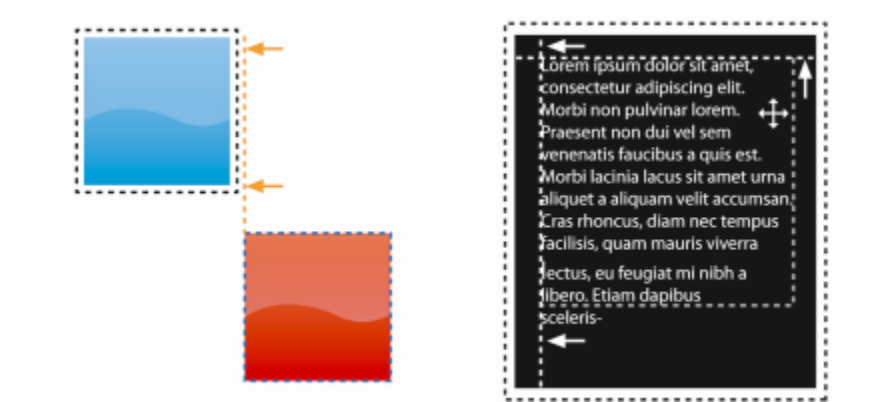 Lorem ipsum dolor sit amet,
consectetur adipiscing elit.
Morbi non pulvinar lorem.
Praesent non dui vel sem
venenatis faucibus a quis est.
Morbi lacinia lacus sit amet urna
aliquet a aliquam velit accumsan.
Cras rhoncus, diam nec tempus
facilisis, quam mauris viverra
lectus, eu feugiat mi nibh a
libero. Etiam dapibus
sceleris-